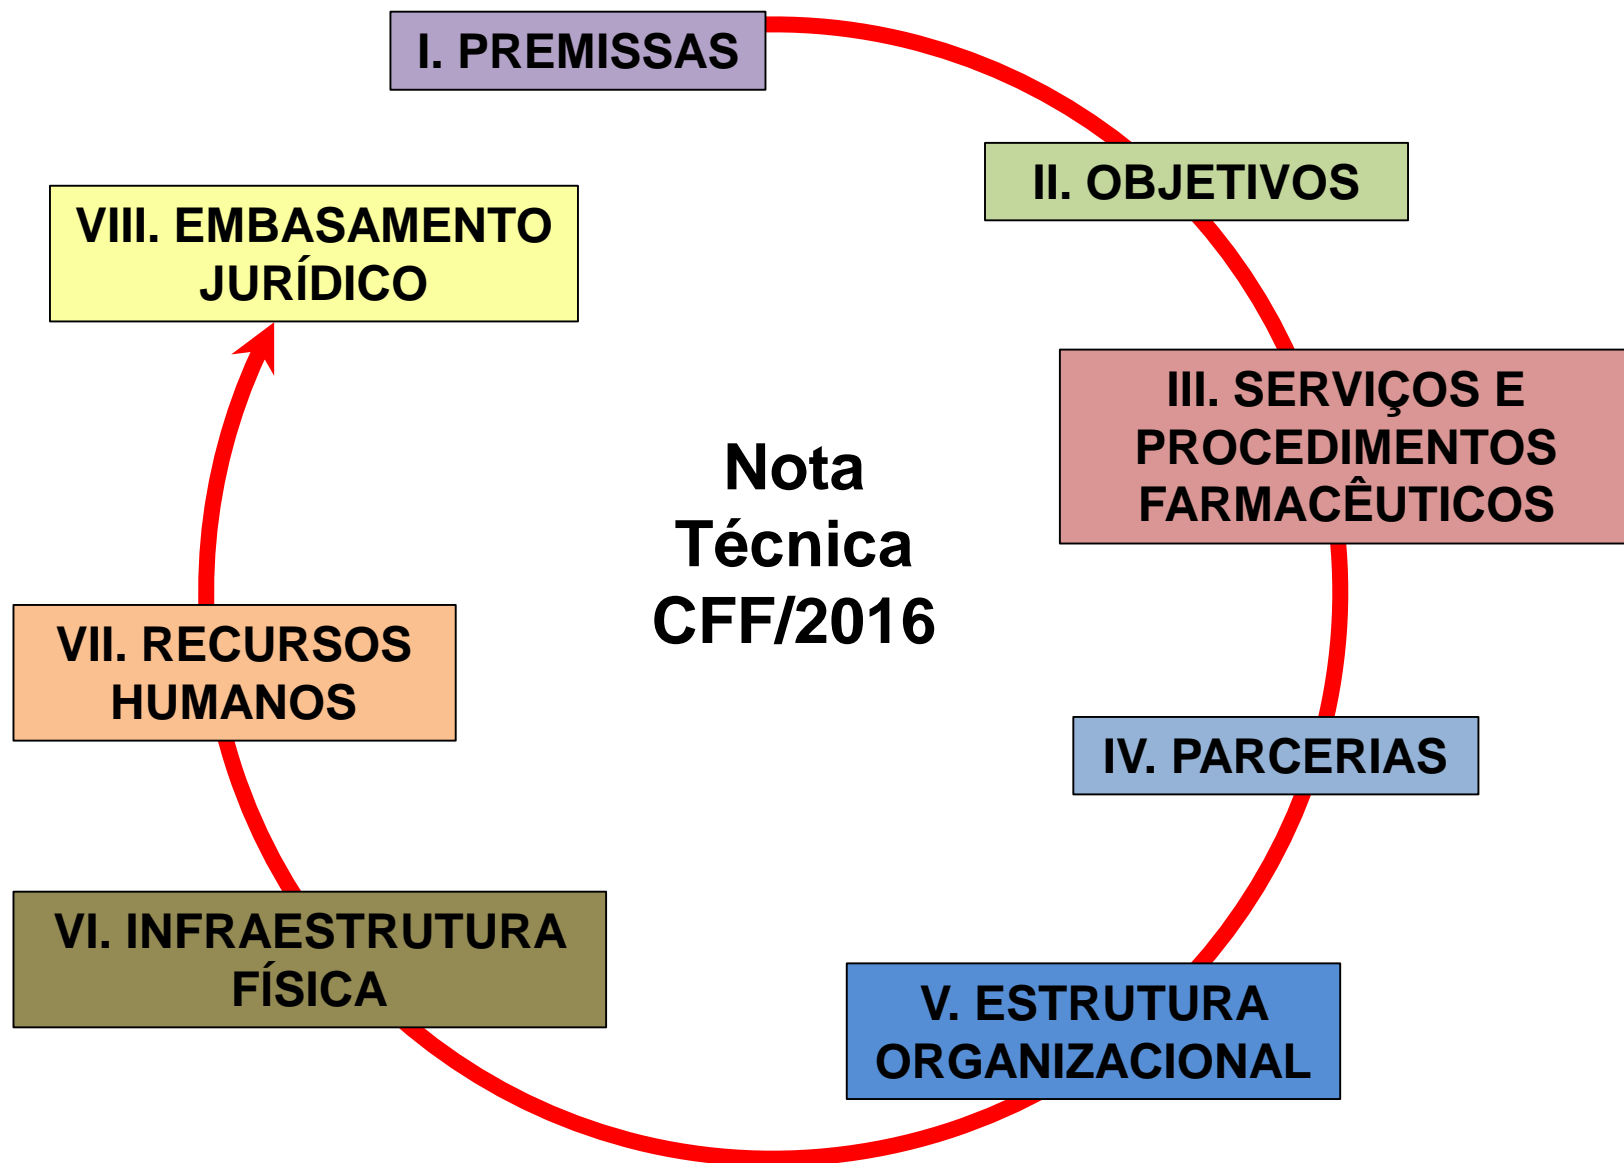 I. PREMISSAS
II. OBJETIVOS
III. SERVIÇOS E
PROCEDIMENTOS
FARMACÊUTICOS
IV. PARCERIAS
V. ESTRUTURA
ORGANIZACIONAL
VI. INFRAESTRUTURA
FÍSICA
VII. RECURSOS
HUMANOS
VIII. EMBASAMENTO
JURÍDICO
Nota
Técnica
CFF/2016